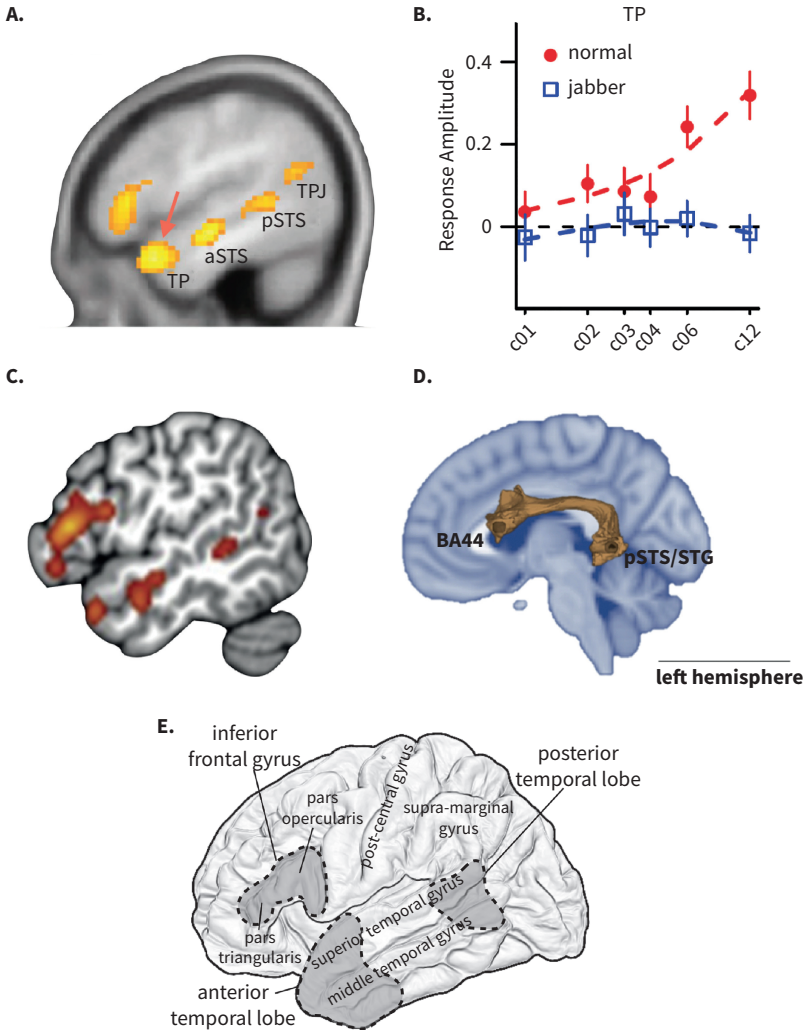 A.
TPJ
pSTS
aSTS
TP
B.
TP
Response Amplitude
0.4
0.2
0
normal
jabber
c01
c02
c03
c04
c06
c12
C.
D.
BA44
pSTS/STG
left hemisphere
E.
inferior
frontal gyrus
pars
opercularis
post-central gyrus
supra-marginal
gyrus
posterior
temporal lobe
pars
triangularis
superior temporal gyrus
middle temporal gyrus
anterior
temporal lobe